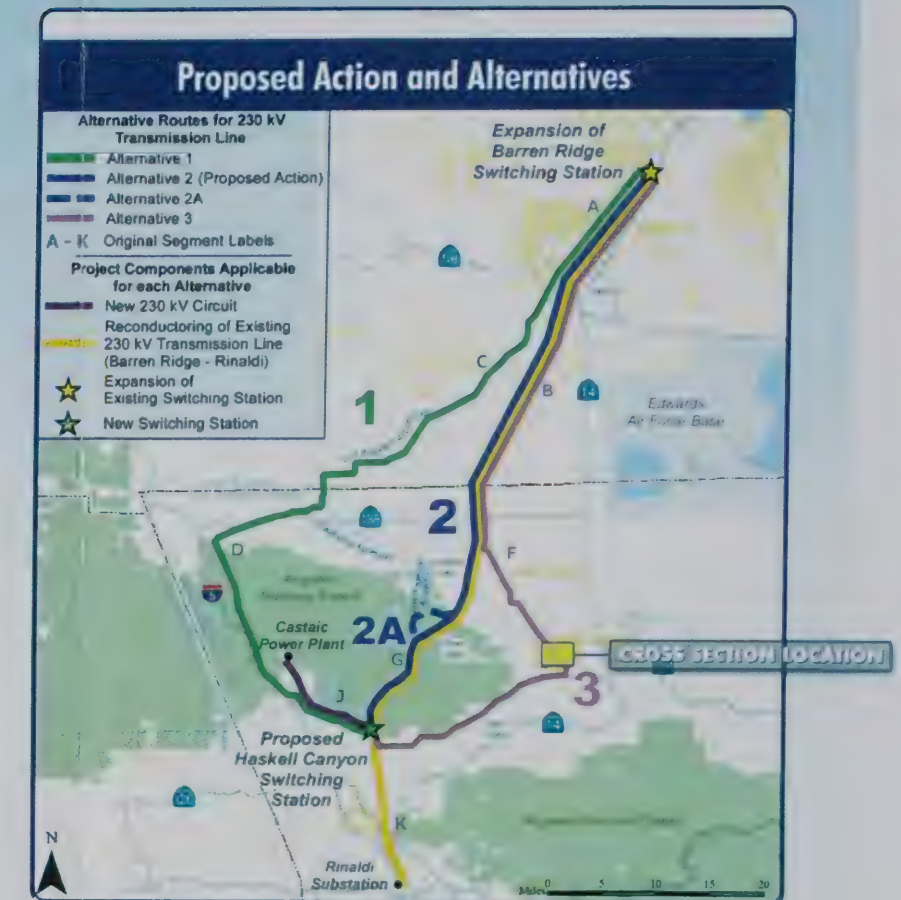 Proposed Action and Alternatives
Alternative Routes for 230 kV
Transmission Line
Alternative 1
Alternative 2 (Proposed Action)
Alternative 2A
Alternative 3
A - K Original Segment Labels
Project Components Applicable
for each Alternative
New 230 kV Circuit
Reconductoring of Existing
230 kV Transmission Line
(Barren Ridge - Rinaldi)
Expansion of
Existing Switching Station
New Switching Station
Expansion of
Barren Ridge
Switching Station
A
C
B
14
1
Edwards
Air Force Base
2
D
F
5
Castaic
Power Plant
2A
G
CROSS SECTION LOCATION
3
J
14
Proposed
Haskell Canyon
Switching
Station
K
N
Rinaldi
Substation
Miles
0 5 10 15 20